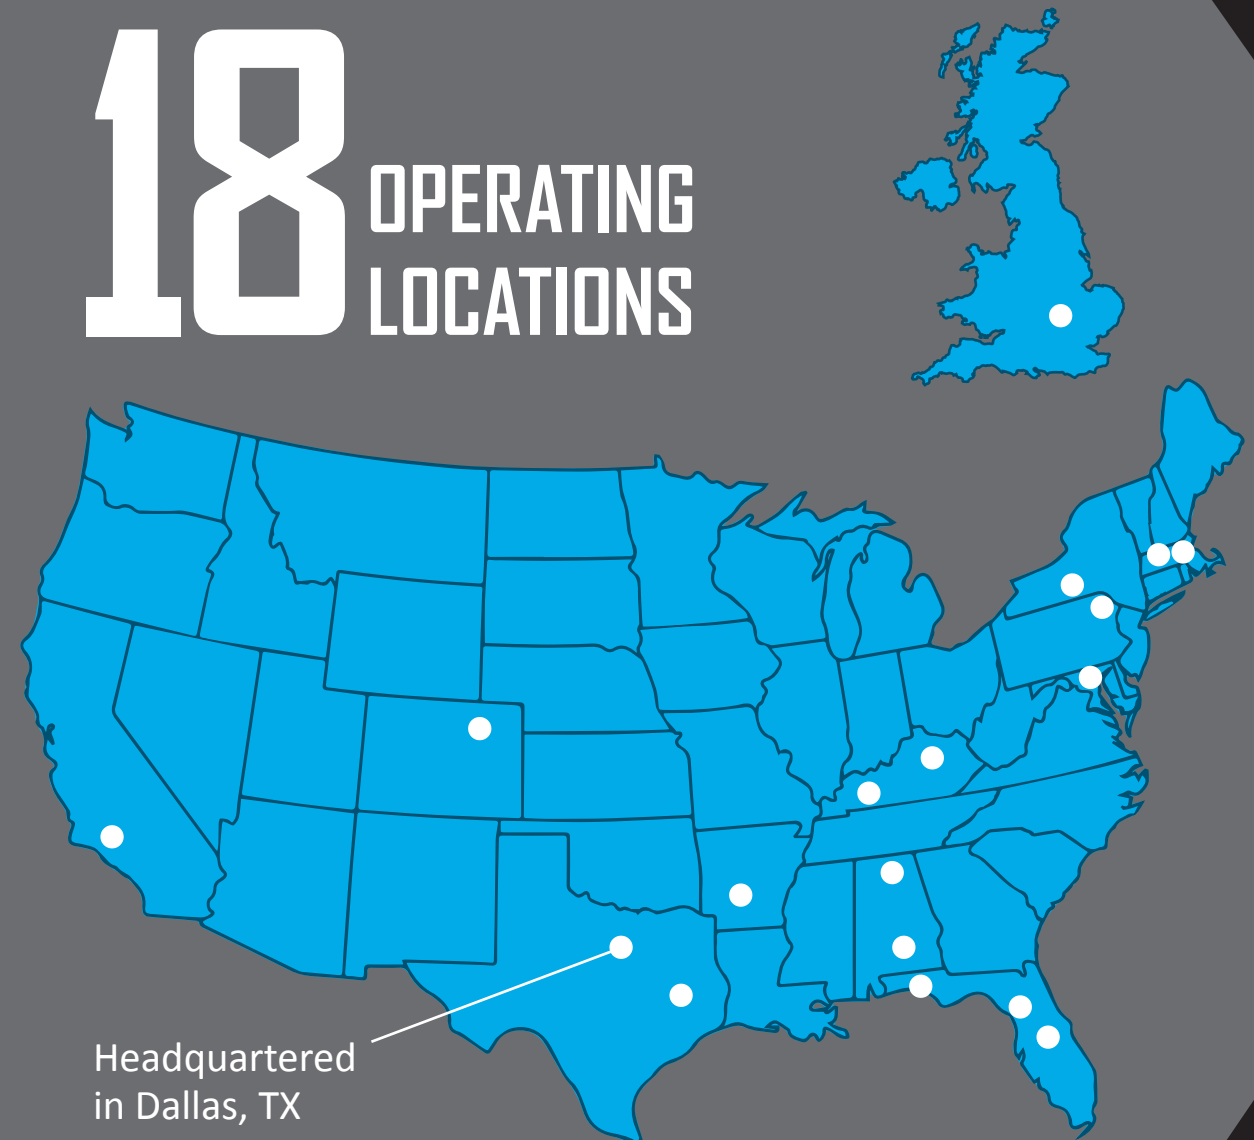 18
OPERATING
LOCATIONS
Headquartered
in Dallas, TX